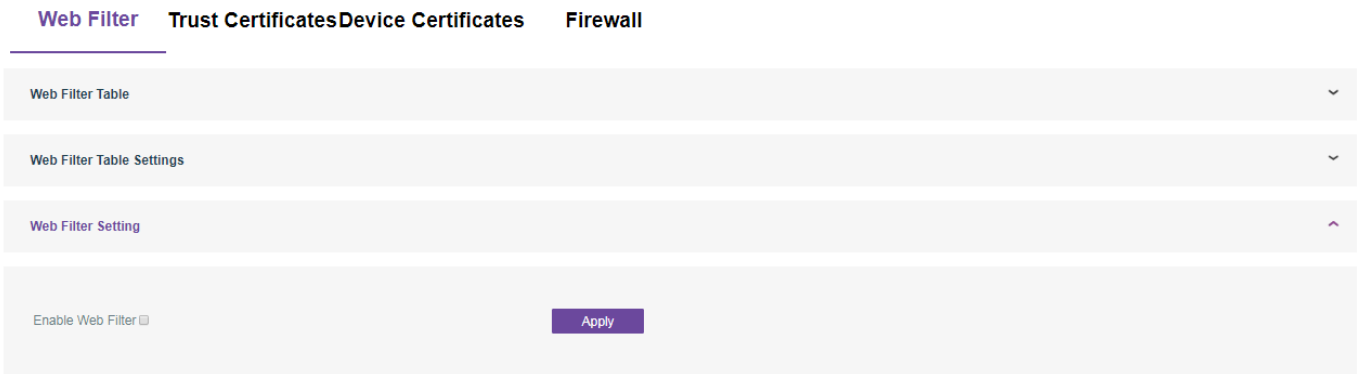 Web Filter Trust Certificates Device Certificates Firewall
Web Filter Table
Web Filter Table Settings
Web Filter Setting
Enable Web Filter Apply